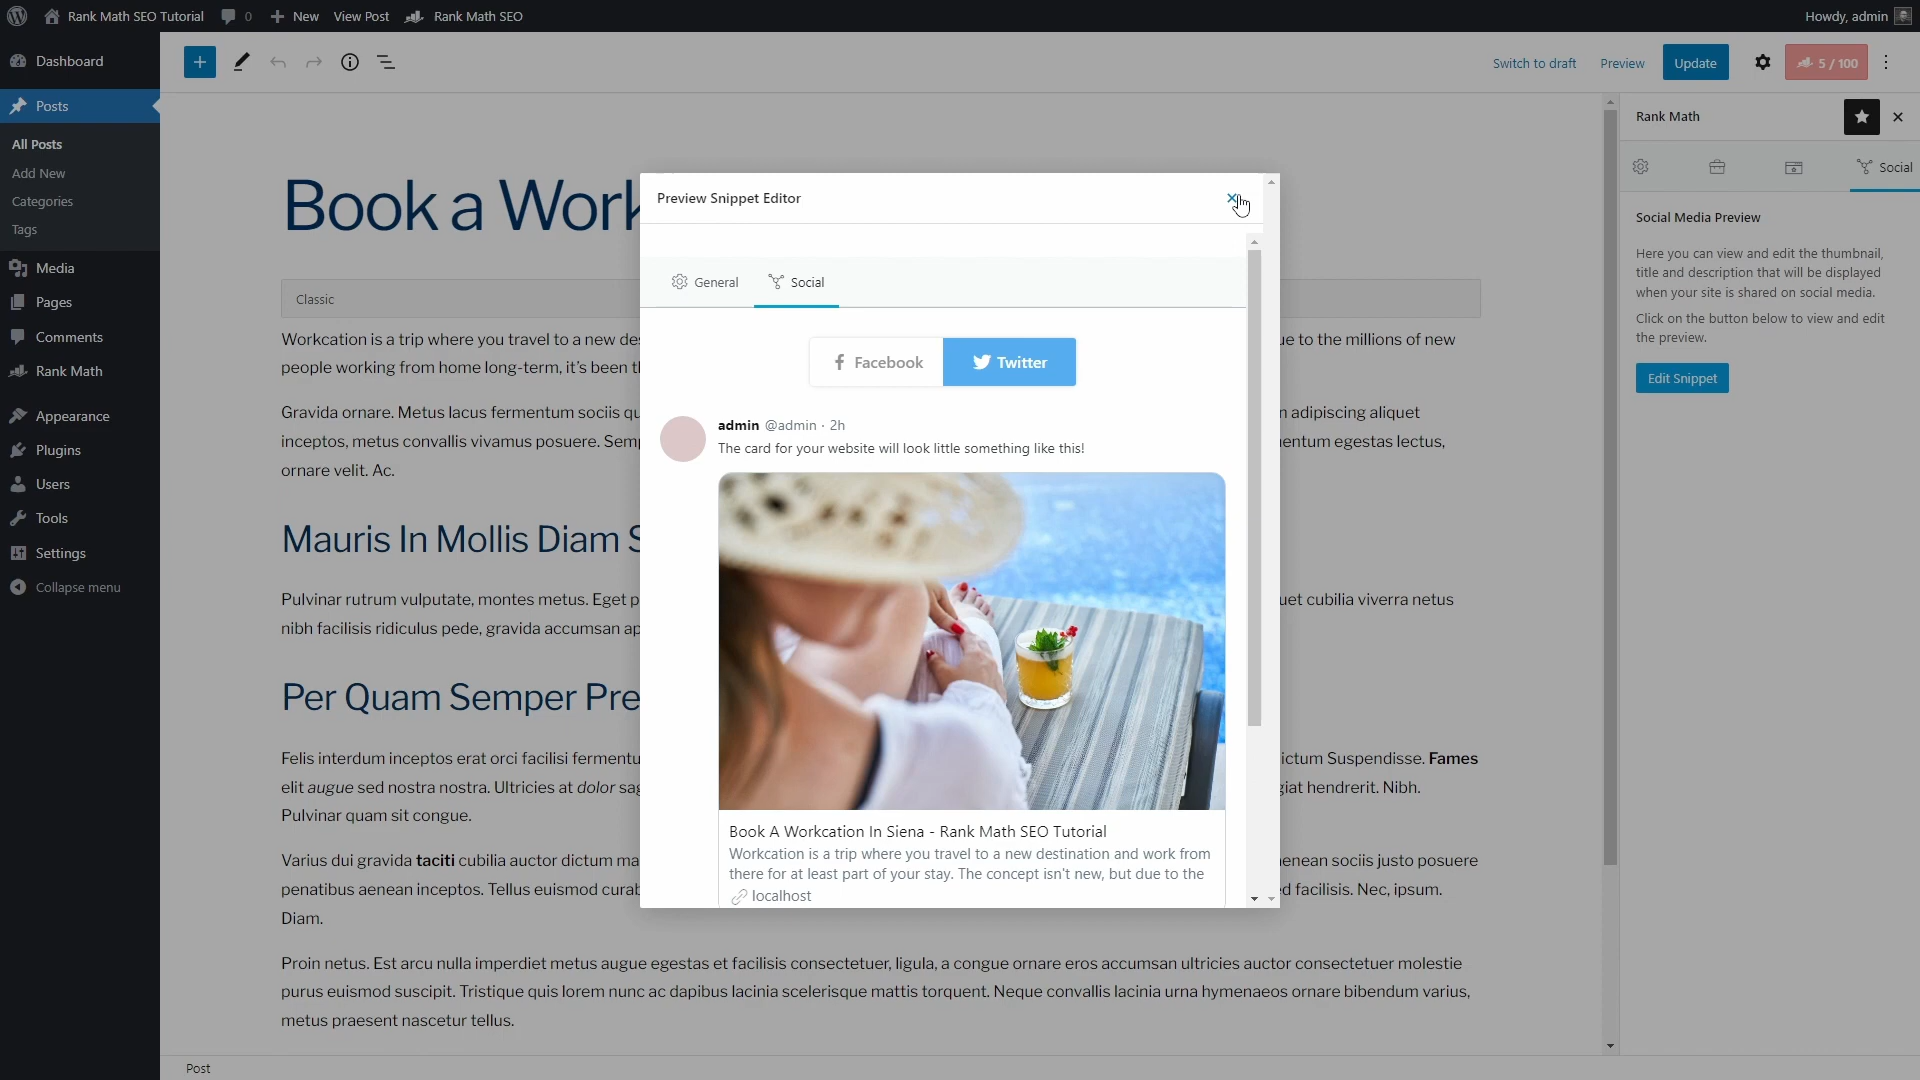 Rank Math SEO Tutorial 0 New View Post Rank Math SEO Howdy, admin
Dashboard
Posts
All Posts
Add New
Categories
Tags
Media
Pages
Comments
Rank Math
Appearance
Plugins
Users
Tools
Settings
Collapse menu
Switch to draft Preview Update 5 / 100
Book a Work
Classic
Workcation is a trip where you travel to a new des
people working from home long-term, it's been th
Gravida ornare. Metus lacus fermentum sociis qu
inceptos, metus convallis vivamus posuere. Semp
ornare velit. Ac.
Mauris In Mollis Diam S
Pulvinar rutrum vulputate, montes metus. Eget p
nibh facilisis ridiculus pede, gravida accumsan ap
Per Quam Semper Pre
Felis interdum inceptos erat orci facilisi fermentu
elit augue sed nostra nostra. Ultricies at dolor sag
Pulvinar quam sit congue.
Varius dui gravida taciti cubilia auctor dictum ma
penatibus aenean inceptos. Tellus euismod curab
Diam.
Proin netus. Est arcu nulla imperdiet metus augue egestas et facilisis consectetuer, ligula, a congue ornare eros accumsan ultricies auctor consectetuer molestie
purus euismod suscipit. Tristique quis lorem nunc ac dapibus lacinia scelerisque mattis torquent. Neque convallis lacinia urna hymenaeos ornare bibendum varius,
metus praesent nascetur tellus.
Preview Snippet Editor
General Social
Facebook Twitter
admin @admin · 2h
The card for your website will look little something like this!
Book A Workcation In Siena - Rank Math SEO Tutorial
Workcation is a trip where you travel to a new destination and work from
there for at least part of your stay. The concept isn't new, but due to the
localhost
ue to the millions of new
n adipiscing aliquet
entum egestas lectus,
uet cubilia viverra netus
ictum Suspendisse. Fames
giat hendrerit. Nibh.
enean sociis justo posuere
d facilisis. Nec, ipsum.
Rank Math
Social
Social Media Preview
Here you can view and edit the thumbnail,
title and description that will be displayed
when your site is shared on social media.
Click on the button below to view and edit
the preview.
Edit Snippet
Post